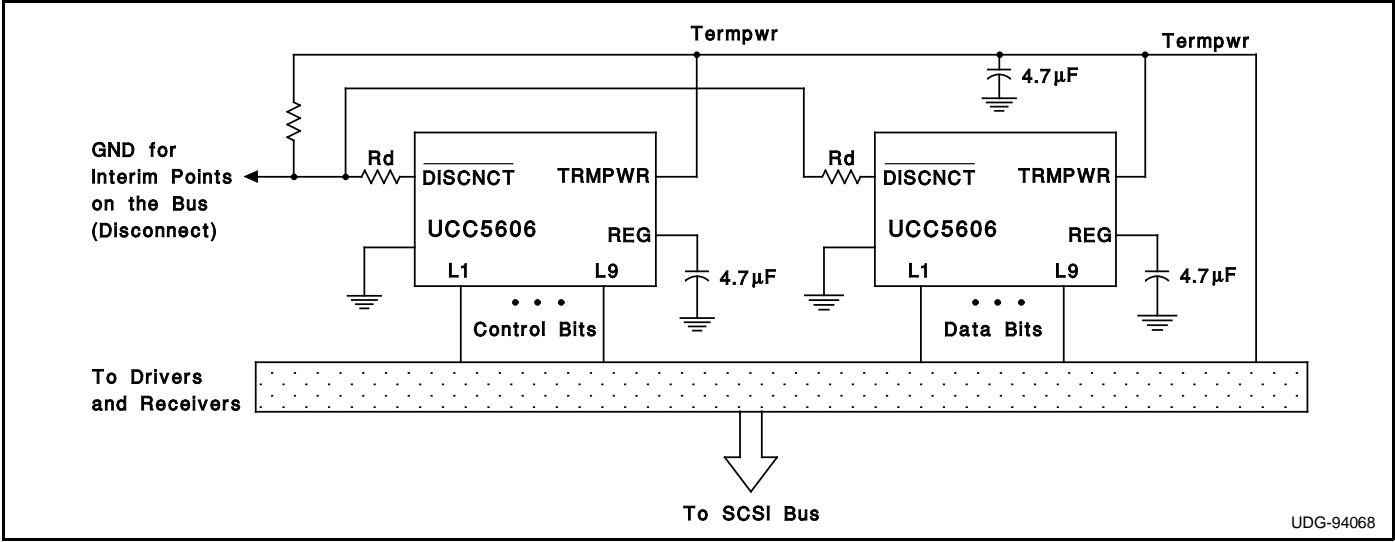 Termpwr
Termpwr
4.7µF
GND for
Interim Points
on the Bus
(Disconnect)
Rd
DISCNCT
TRMPWR
UCC5606
REG
L1
L9
4.7µF
• • •
Control Bits
Rd
DISCNCT
TRMPWR
UCC5606
REG
L1
L9
4.7µF
• • •
Data Bits
To Drivers
and Receivers
To SCSI Bus
UDG-94068